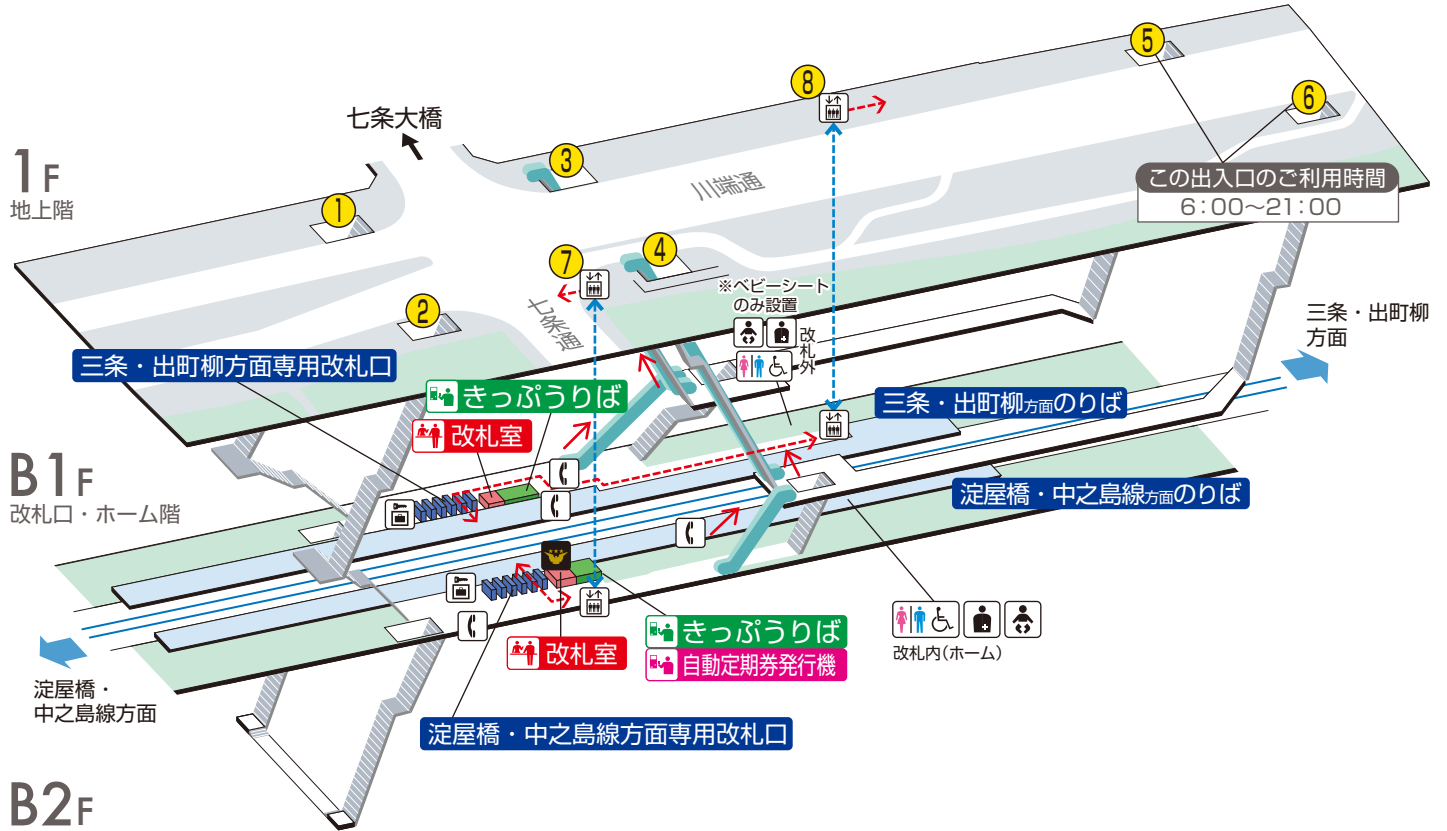 ⑤
⑧
⑥
七条大橋
③
1F
地上階
川端通
この出入口のご利用時間
6:00〜21:00
①
④
⑦
※ベビーシート
のみ設置
②
七条通
改札外
三条・出町柳
方面
三条・出町柳方面専用改札口
きっぷうりば
三条・出町柳方面のりば
改札室
B1F
改札口・ホーム階
淀屋橋・中之島線方面のりば
きっぷうりば
改札室
自動定期券発行機
改札内(ホーム)
淀屋橋・
中之島線方面
淀屋橋・中之島線方面専用改札口
B2F